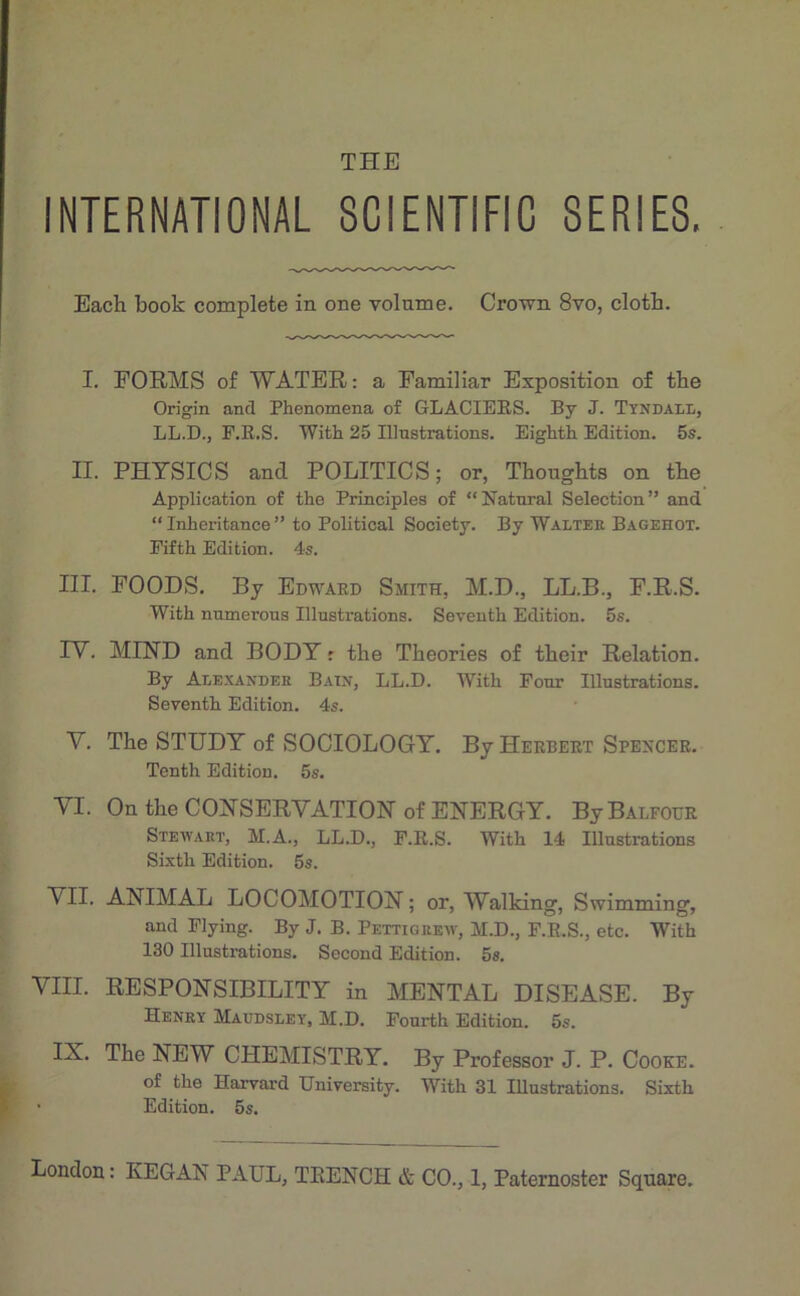 THE
INTERNATIONAL SCIENTIFIC SERIES.
Each book complete in one volume. Crown 8vo, cloth.
I. FORMS of WATER: a Familiar Exposition of the
Origin and Phenomena of GLACIERS. By J. Tyndall,
LL.D., F.R.S. With 25 Illustrations. Eighth Edition. 5s.
II. PHYSICS and POLITICS; or, Thoughts on the
Application of the Principles of “Natural Selection” and
“Inheritance” to Political Society. By Walter Bagehot.
Fifth Edition. 4s.
III. FOODS. By Edward Smith, M.D., LL.B., F.R.S.
With numerous Illustrations. Seventh Edition. 5s.
IV. MIND and BODY: the Theories of their Relation.
By Alexander Bain, LL.D. With Four Illustrations.
Seventh Edition. 4s.
V. The STUDY of SOCIOLOGY. By Herbert Spencer.
Tenth Edition. 5s.
VI. On the CONSERVATION of ENERGY. By Balfour
Stewart, M.A., LL.D., F.R.S. With 14 Illustrations
Sixth Edition. 5s.
VII. ANIMAL LOCOMOTION; or, Walking, Swimming,
and Flying. By J. B. Pettigrew, M.D., F.R.S., etc. With
130 Illustrations. Second Edition. 5s.
VIII. RESPONSIBILITY in MENTAL DISEASE. By
Henry Maudsley, M.D. Fourth Edition. 5s.
IX. The NEW CHEMISTRY. By Professor J. P. Cooke.
of the Harvard University. With 31 Illustrations. Sixth
Edition. 5s.
London: KEGAN PAUL, TRENCH & CO., 1, Paternoster Square.